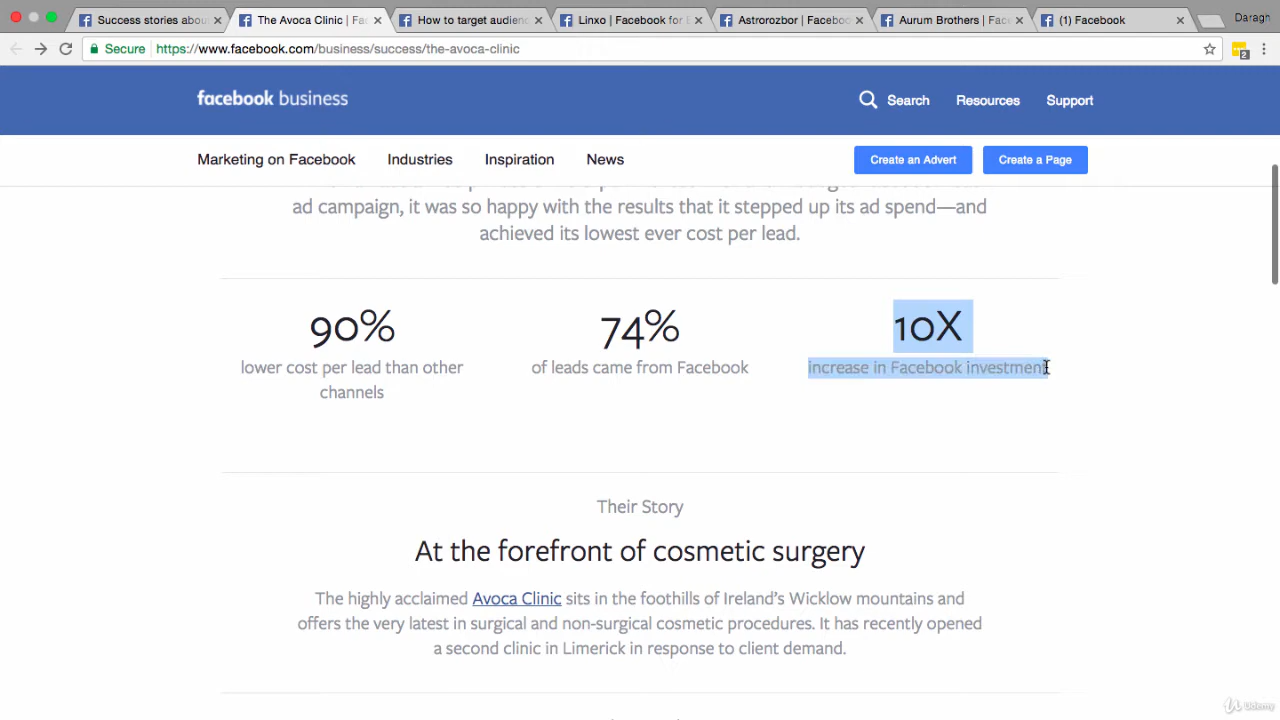 Success stories abou
The Avoca Clinic | Fa
How to target audien
Linxo | Facebook for
Astrorozbor | Facebo
Aurum Brothers | Fac
(1) Facebook
Daragh
Secure
https://www.facebook.com/business/success/the-avoca-clinic
2
facebook business
Search
Resources
Support
Marketing on Facebook
Industries
Inspiration
News
Create an Advert
Create a Page
ad campaign, it was so happy with the results that it stepped up its ad spend—and
achieved its lowest ever cost per lead.
90%
lower cost per lead than other
channels
74%
of leads came from Facebook
10X
increase in Facebook investment
Their Story
At the forefront of cosmetic surgery
The highly acclaimed Avoca Clinic sits in the foothills of Ireland's Wicklow mountains and
offers the very latest in surgical and non-surgical cosmetic procedures. It has recently opened
a second clinic in Limerick in response to client demand.
Udemy